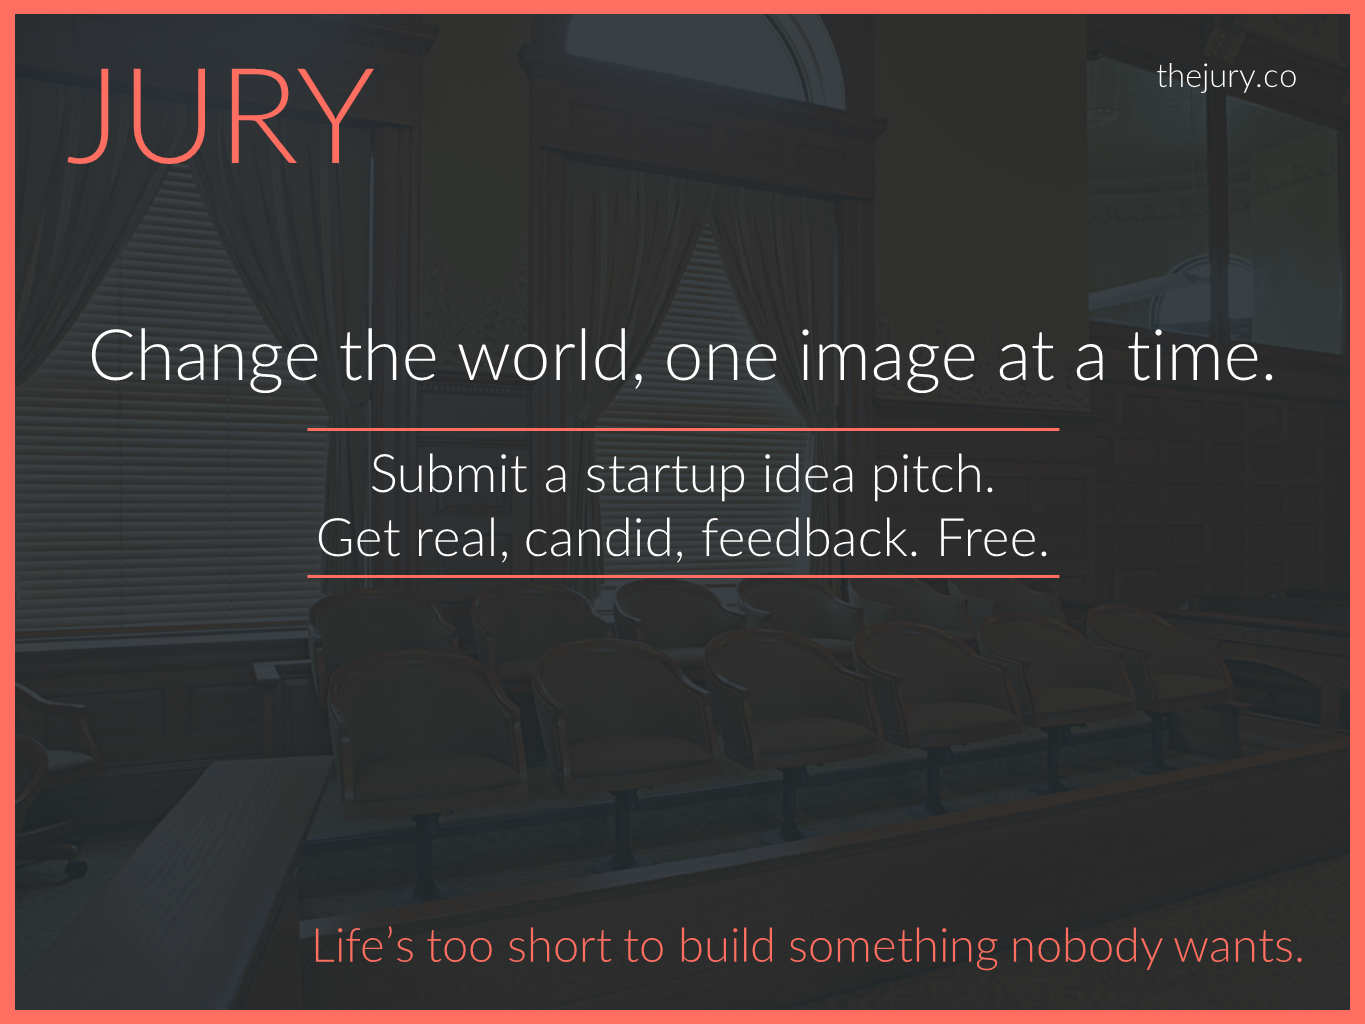 JURY
thejury.co
Change the world, one image at a time.
Submit a startup idea pitch.
Get real, candid, feedback. Free.
Life’s too short to build something nobody wants.